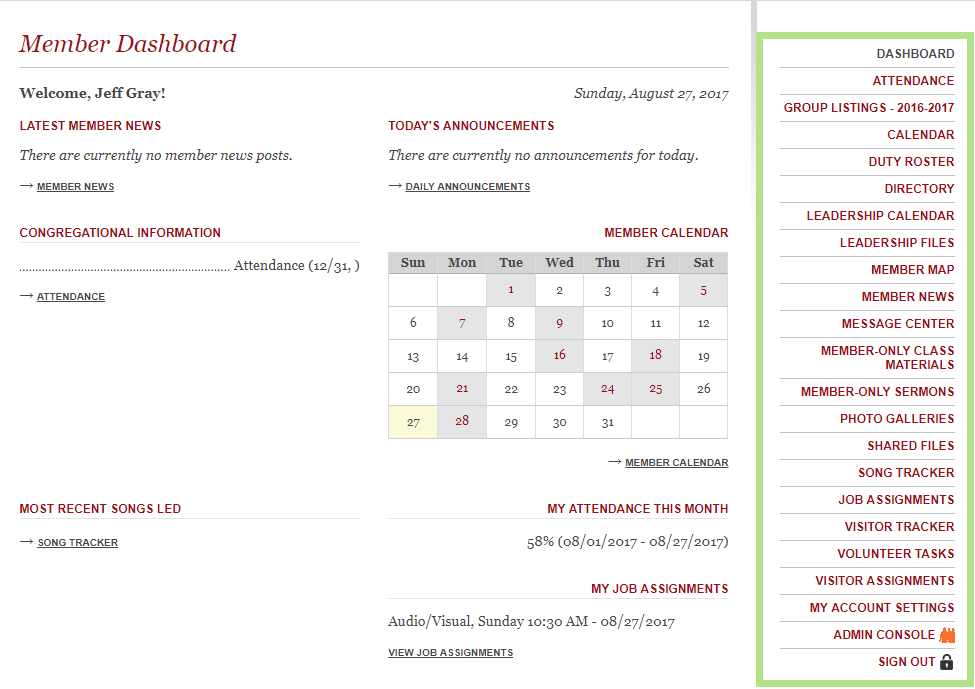 Member Dashboard
Welcome, Jeff Gray!
Sunday, August 27, 2017
LATEST MEMBER NEWS
There are currently no member news posts.
→ MEMBER NEWS
TODAY'S ANNOUNCEMENTS
There are currently no announcements for today.
→ DAILY ANNOUNCEMENTS
CONGREGATIONAL INFORMATION
Attendance (12/31, )
→ ATTENDANCE
MEMBER CALENDAR
Sun Mon Tue Wed Thu Fri Sat
1 2 3 4 5
6 7 8 9 10 11 12
13 14 15 16 17 18 19
20 21 22 23 24 25 26
27 28 29 30 31
→ MEMBER CALENDAR
MOST RECENT SONGS LED
→ SONG TRACKER
MY ATTENDANCE THIS MONTH
58% (08/01/2017 - 08/27/2017)
MY JOB ASSIGNMENTS
Audio/Visual, Sunday 10:30 AM - 08/27/2017
VIEW JOB ASSIGNMENTS
DASHBOARD
ATTENDANCE
GROUP LISTINGS - 2016-2017
CALENDAR
DUTY ROSTER
DIRECTORY
LEADERSHIP CALENDAR
LEADERSHIP FILES
MEMBER MAP
MEMBER NEWS
MESSAGE CENTER
MEMBER-ONLY CLASS
MATERIALS
MEMBER-ONLY SERMONS
PHOTO GALLERIES
SHARED FILES
SONG TRACKER
JOB ASSIGNMENTS
VISITOR TRACKER
VOLUNTEER TASKS
VISITOR ASSIGNMENTS
MY ACCOUNT SETTINGS
ADMIN CONSOLE
SIGN OUT